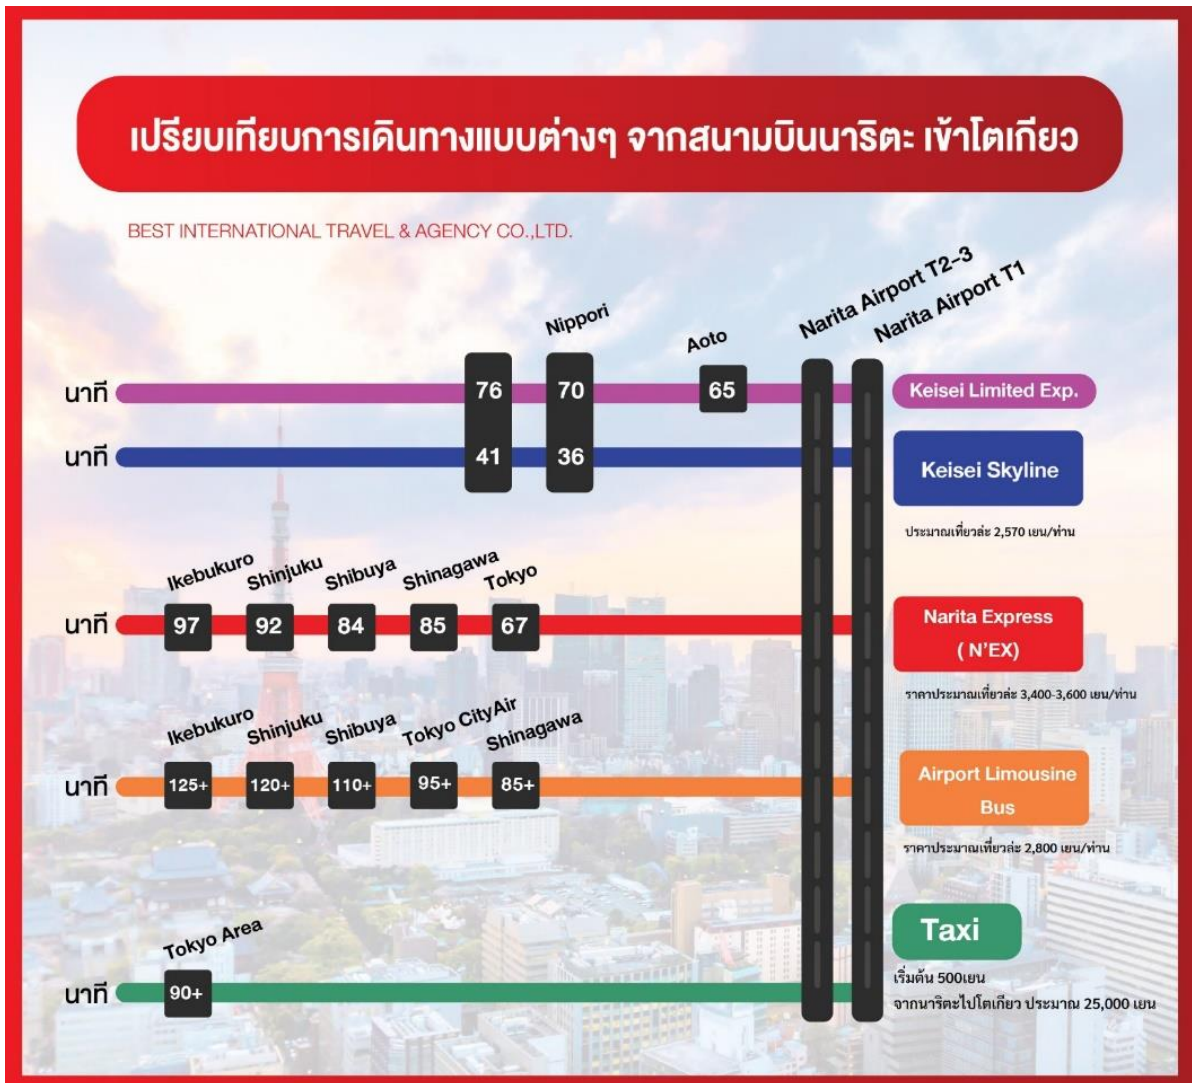 เปรียบเทียบการเดินทางแบบต่างๆ จากสนามบินนาริตะ เข้าโตเกียว
BEST INTERNATIONAL TRAVEL & AGENCY CO.,LTD.
Nippori
Aoto
Narita Airport T2-3
Narita Airport T1
นาที 76 70 65 Keisei Limited Exp.
นาที 41 36 Keisei Skyline
ประมาณเที่ยวล่ะ 2,570 เยน/ท่าน
Ikebukuro Shinjuku Shibuya Shinagawa Tokyo
นาที 97 92 84 85 67 Narita Express
( N'EX)
ราคาประมาณเที่ยวล่ะ 3,400-3,600 เยน/ท่าน
Ikebukuro Shinjuku Shibuya Tokyo CityAir Shinagawa
นาที 125+ 120+ 110+ 95+ 85+ Airport Limousine
Bus
ราคาประมาณเที่ยวล่ะ 2,800 เยน/ท่าน
Tokyo Area
Taxi
นาที 90+
เริ่มต้น 500เยน
จากนาริตะไปโตเกียว ประมาณ 25,000 เยน